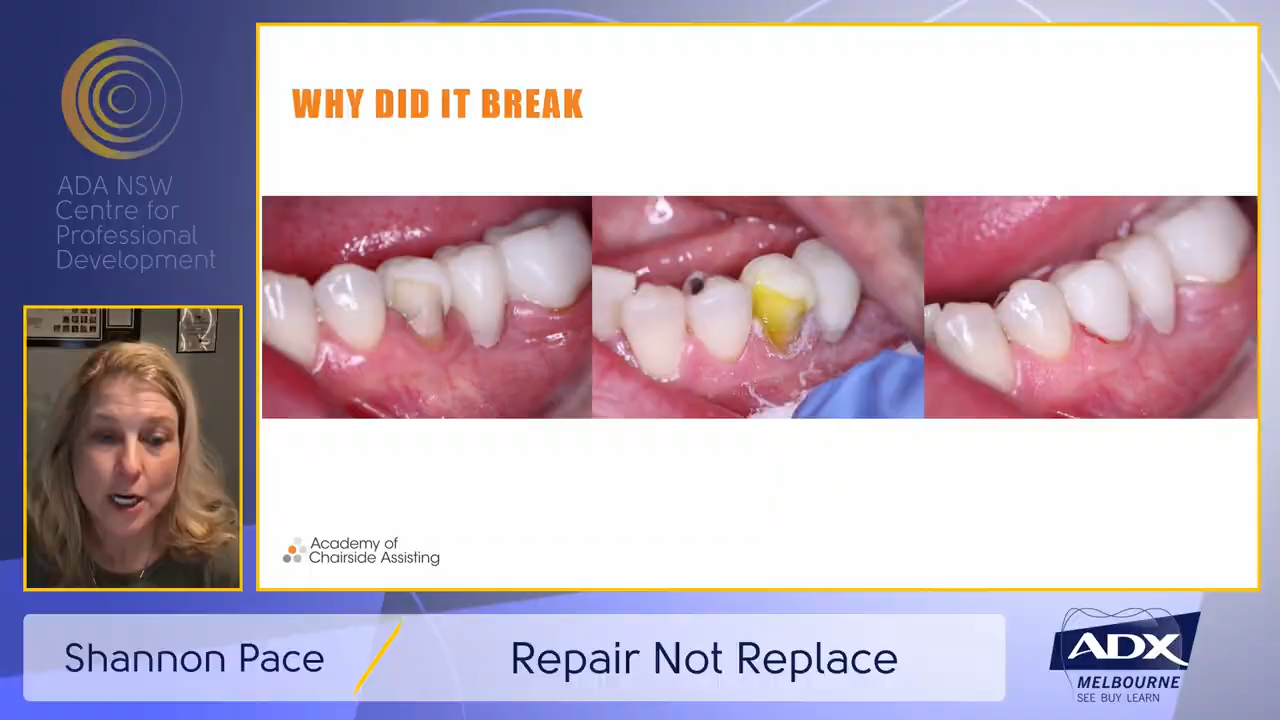 ADA NSW
Centre for
Professional
Development
WHY DID IT BREAK
Academy of
Chairside Assisting
Shannon Pace
Repair Not Replace
ADX
MELBOURNE
SEE BUY LEARN